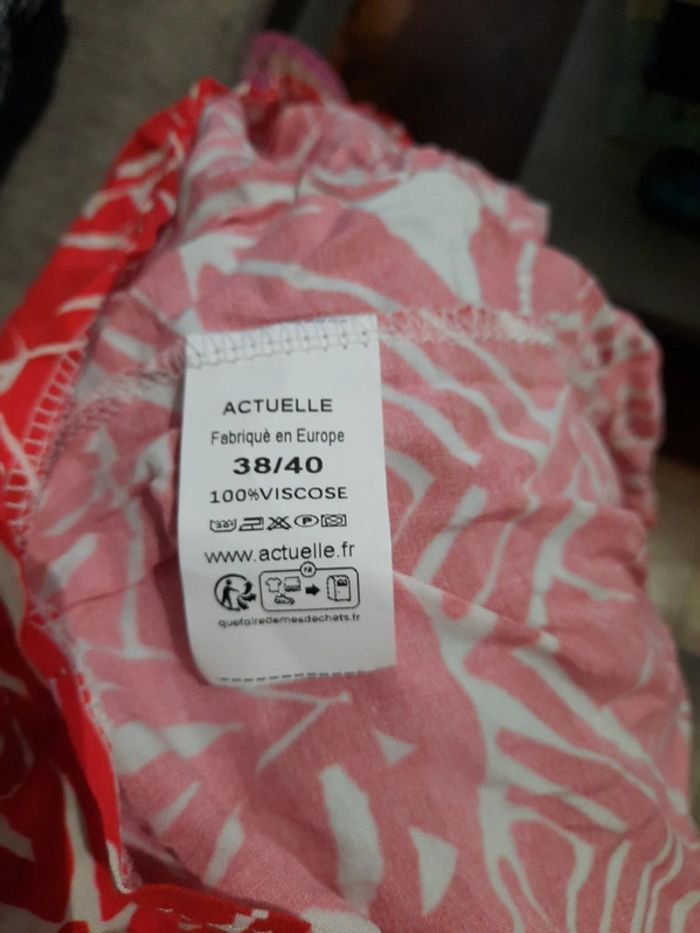 ACTUELLE
Fabriquè en Europe
38/40
100%VISCOSE
P
www.actuelle.fr
FR
quefairedemesdechets.fr